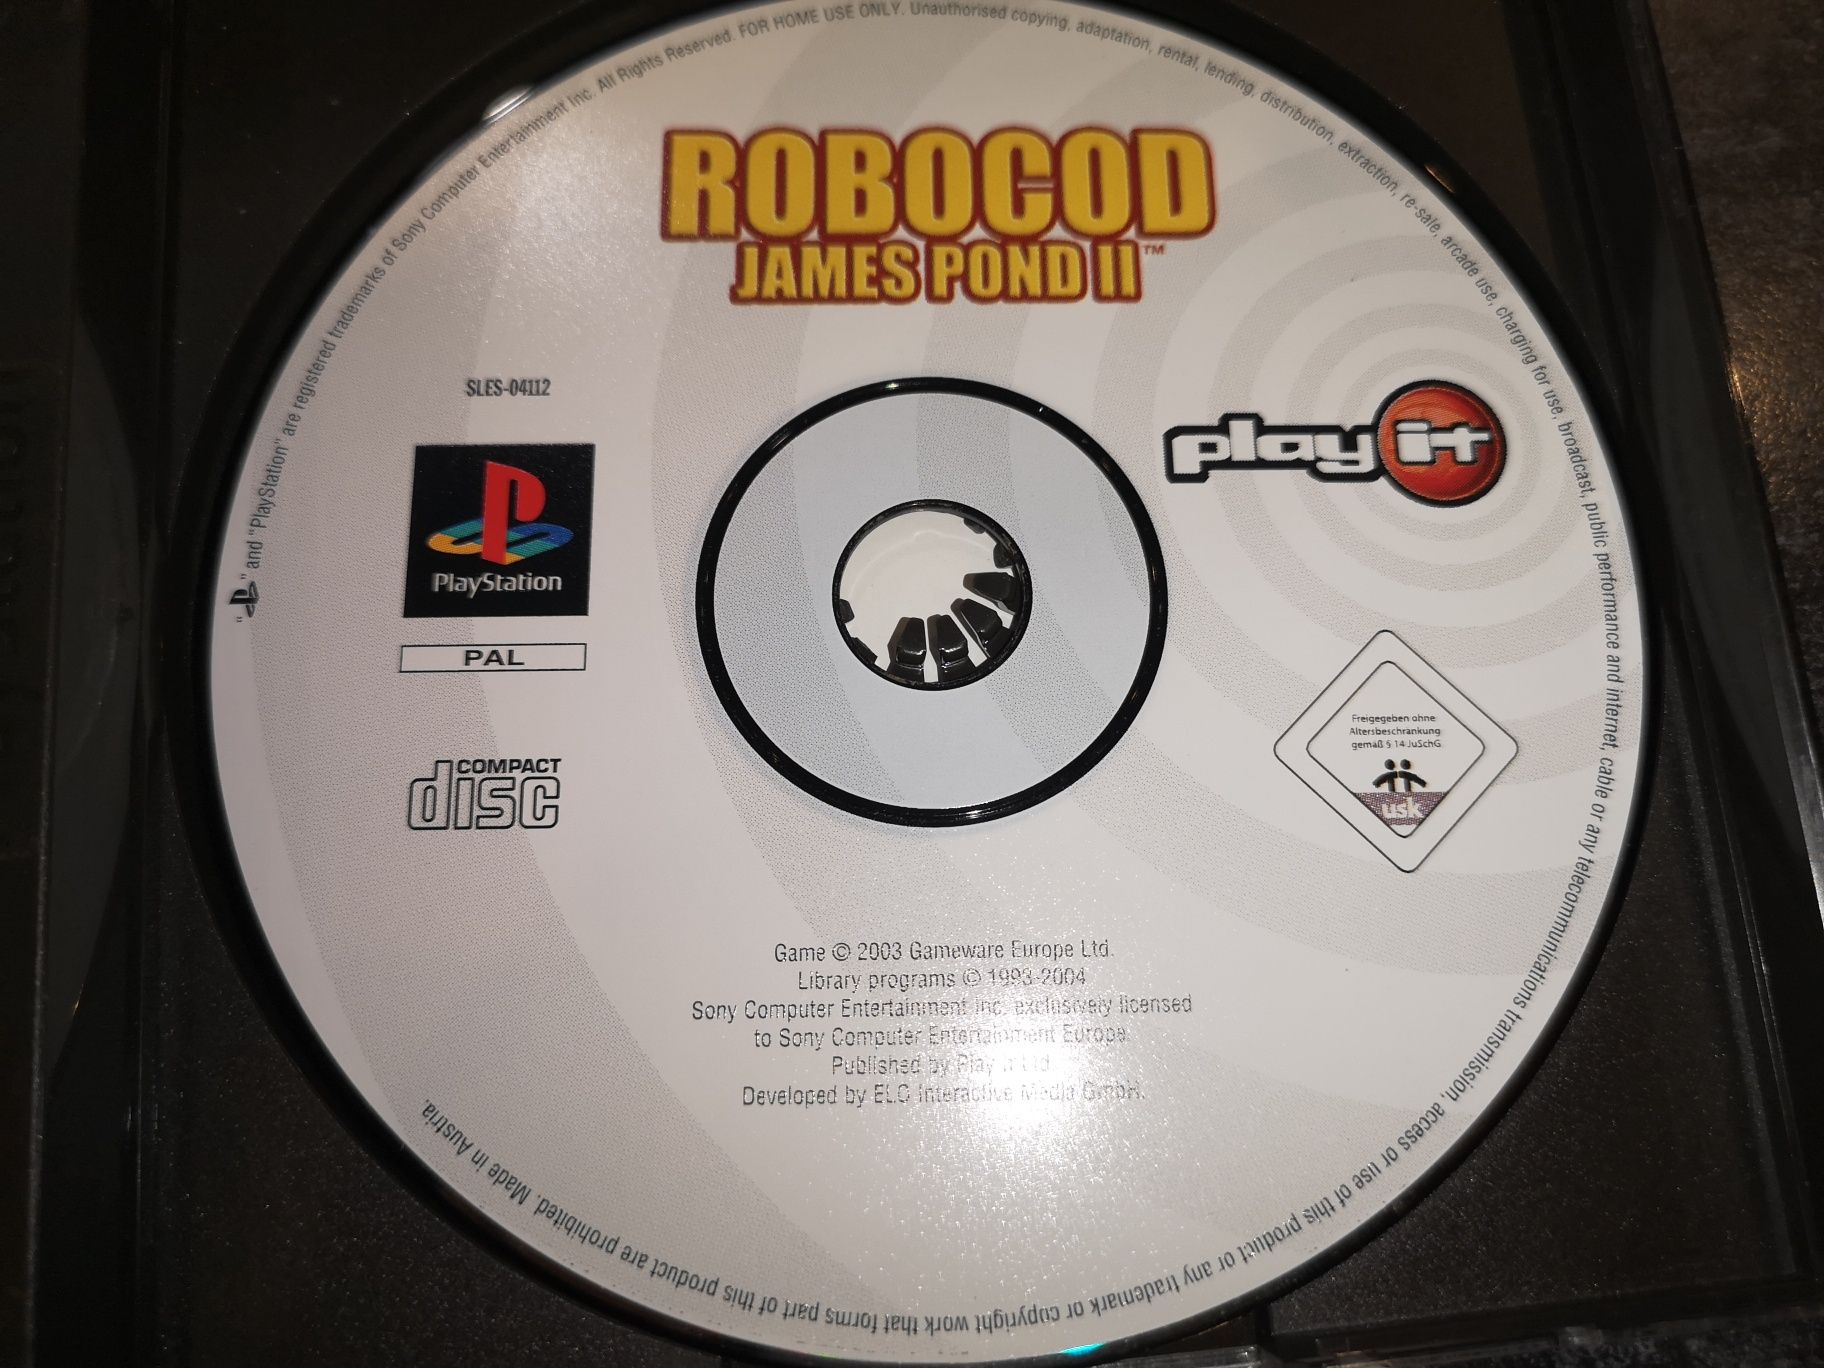 ROBOCOD
JAMES POND II™
SLES-04112
PlayStation
PAL
COMPACT
disc
play it
Freigegeben ohne
Altersbeschränkung
gemäß § 14 JuSchG
usk
Game © 2003 Gameware Europe Ltd.
Library programs © 1993-2004
Sony Computer Entertainment Inc. exclusively licensed
to Sony Computer Entertainment Europe.
Published by Play It Ltd.
Developed by ELC Interactive Media GmbH.
" " and "PlayStation" are registered trademarks of Sony Computer Entertainment Inc. All Rights Reserved. FOR HOME USE ONLY. Unauthorised copying, adaptation, rental, lending, distribution, extraction, re-sale, arcade use, charging for use, broadcast, public performance and internet, cable or any telecommunications transmission, access or use of this product or any trademark or copyright work that forms part of this product are prohibited. Made in Austria.